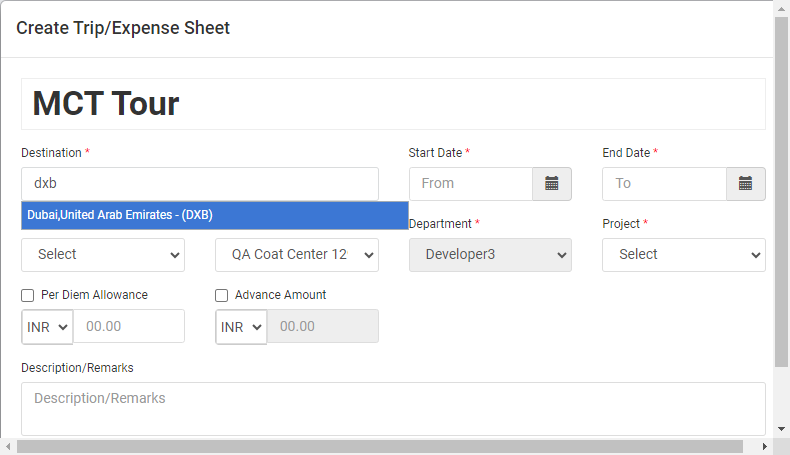 Create Trip/Expense Sheet
MCT Tour
Destination * Start Date * End Date *
dxb From To
Dubai,United Arab Emirates - (DXB)
Department * Project *
Select QA Coat Center 12 Developer3 Select
Per Diem Allowance Advance Amount
INR 00.00 INR 00.00
Description/Remarks
Description/Remarks